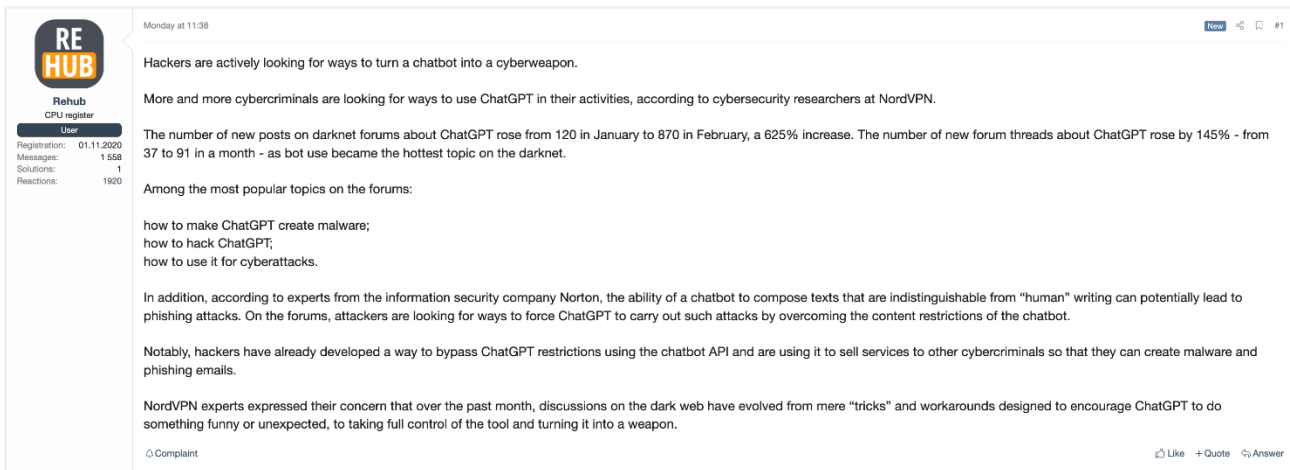 RE
HUB
Rehub
CPU register
User
Registration: 01.11.2020
Messages: 1 558
Solutions: 1
Reactions: 1920
Monday at 11:38
New
#1
Hackers are actively looking for ways to turn a chatbot into a cyberweapon.
More and more cybercriminals are looking for ways to use ChatGPT in their activities, according to cybersecurity researchers at NordVPN.
The number of new posts on darknet forums about ChatGPT rose from 120 in January to 870 in February, a 625% increase. The number of new forum threads about ChatGPT rose by 145% - from
37 to 91 in a month - as bot use became the hottest topic on the darknet.
Among the most popular topics on the forums:
how to make ChatGPT create malware;
how to hack ChatGPT;
how to use it for cyberattacks.
In addition, according to experts from the information security company Norton, the ability of a chatbot to compose texts that are indistinguishable from “human” writing can potentially lead to
phishing attacks. On the forums, attackers are looking for ways to force ChatGPT to carry out such attacks by overcoming the content restrictions of the chatbot.
Notably, hackers have already developed a way to bypass ChatGPT restrictions using the chatbot API and are using it to sell services to other cybercriminals so that they can create malware and
phishing emails.
NordVPN experts expressed their concern that over the past month, discussions on the dark web have evolved from mere “tricks” and workarounds designed to encourage ChatGPT to do
something funny or unexpected, to taking full control of the tool and turning it into a weapon.
Complaint
Like + Quote Answer